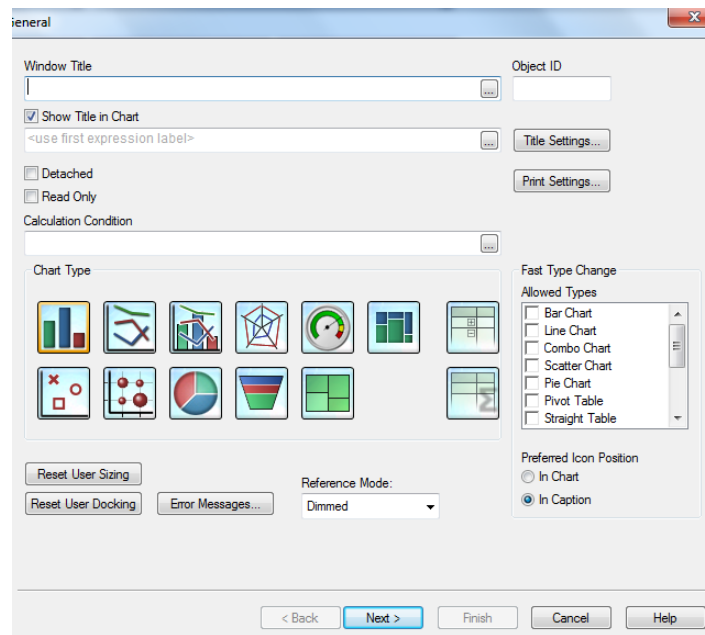 General
Window Title
Object ID
...
Show Title in Chart
<use first expression label>
...
Title Settings...
Detached
Print Settings...
Read Only
Calculation Condition
...
Chart Type
Fast Type Change
Allowed Types
Bar Chart
Line Chart
Combo Chart
Scatter Chart
Pie Chart
Pivot Table
Straight Table
Preferred Icon Position
In Chart
In Caption
Reset User Sizing
Reference Mode:
Reset User Docking
Error Messages...
Dimmed
< Back
Next >
Finish
Cancel
Help